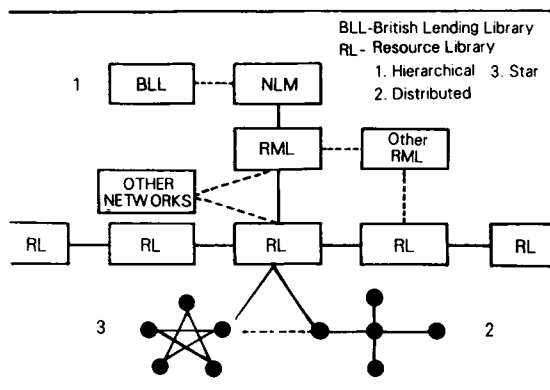 BLL-British Lending Library
RL- Resource Library
1. Hierarchical 3. Star
2. Distributed
1
BLL
NLM
RML
Other
RML
OTHER
NETWORKS
RL
RL
RL
RL
RL
3
2